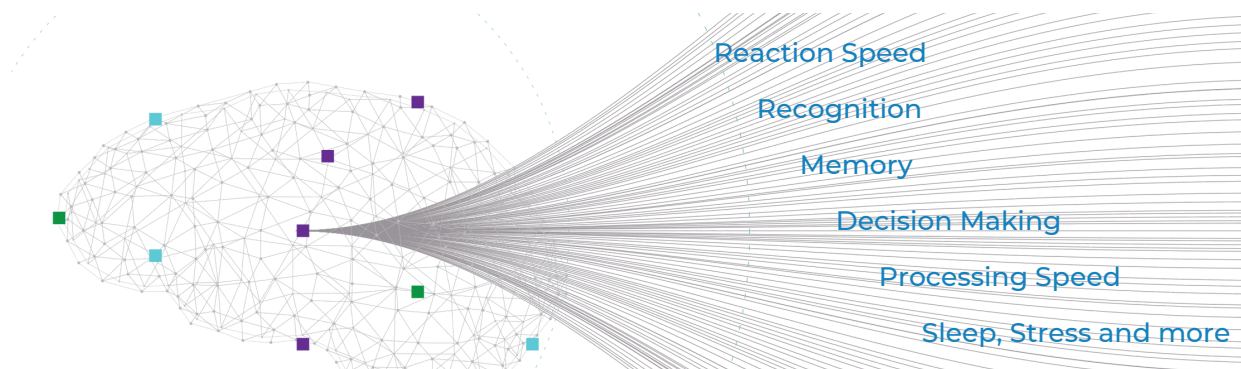 Reaction Speed
Recognition
Memory
Decision Making
Processing Speed
Sleep, Stress and more